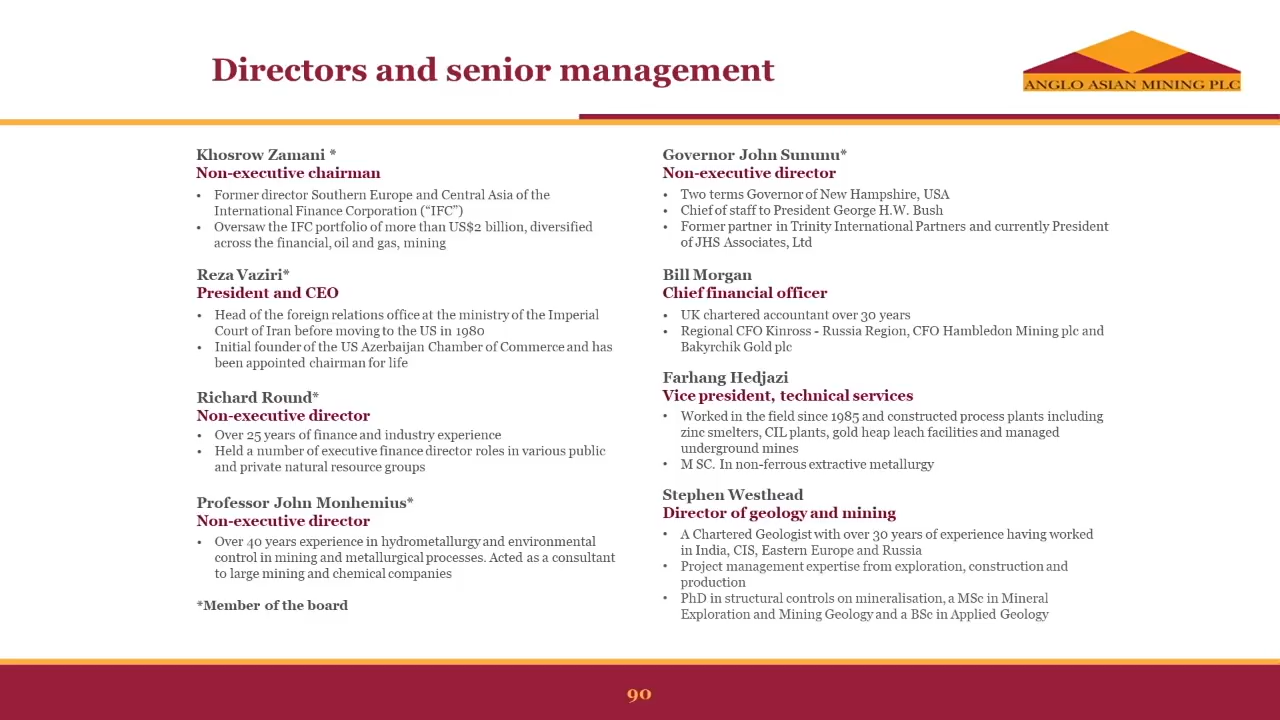 Directors and senior management
ANGLO ASIAN MINING PLC
Khosrow Zamani *
Non-executive chairman
• Former director Southern Europe and Central Asia of the
International Finance Corporation (“IFC”)
• Oversaw the IFC portfolio of more than US$2 billion, diversified
across the financial, oil and gas, mining
Reza Vaziri*
President and CEO
• Head of the foreign relations office at the ministry of the Imperial
Court of Iran before moving to the US in 1980
• Initial founder of the US Azerbaijan Chamber of Commerce and has
been appointed chairman for life
Richard Round*
Non-executive director
• Over 25 years of finance and industry experience
• Held a number of executive finance director roles in various public
and private natural resource groups
Professor John Monhemius*
Non-executive director
• Over 40 years experience in hydrometallurgy and environmental
control in mining and metallurgical processes. Acted as a consultant
to large mining and chemical companies
*Member of the board
Governor John Sununu*
Non-executive director
• Two terms Governor of New Hampshire, USA
• Chief of staff to President George H.W. Bush
• Former partner in Trinity International Partners and currently President
of JHS Associates, Ltd
Bill Morgan
Chief financial officer
• UK chartered accountant over 30 years
• Regional CFO Kinross - Russia Region, CFO Hambledon Mining plc and
Bakyrchik Gold plc
Farhang Hedjazi
Vice president, technical services
• Worked in the field since 1985 and constructed process plants including
zinc smelters, CIL plants, gold heap leach facilities and managed
underground mines
• M SC. In non-ferrous extractive metallurgy
Stephen Westhead
Director of geology and mining
• A Chartered Geologist with over 30 years of experience having worked
in India, CIS, Eastern Europe and Russia
• Project management expertise from exploration, construction and
production
• PhD in structural controls on mineralisation, a MSc in Mineral
Exploration and Mining Geology and a BSc in Applied Geology
90